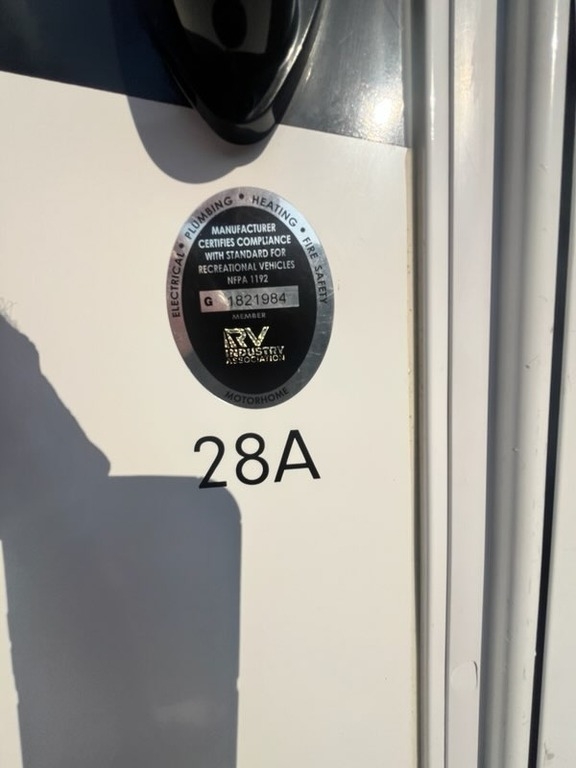 ELECTRICAL • PLUMBING • HEATING • FIRE SAFETY
MANUFACTURER
CERTIFIES COMPLIANCE
WITH STANDARD FOR
RECREATIONAL VEHICLES
NFPA 1192
G 1821984
MEMBER
RV
INDUSTRY
ASSOCIATION
MOTORHOME
28A